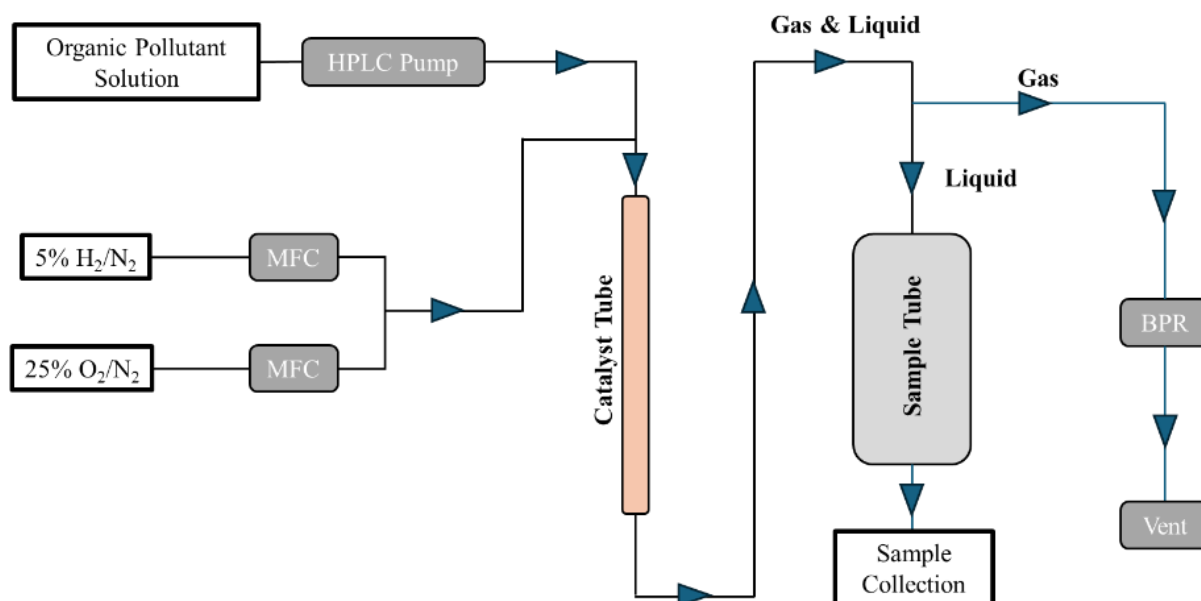 Organic Pollutant
Solution
HPLC Pump
Gas & Liquid
Gas
Liquid
5% H₂/N₂
MFC
25% O₂/N₂
MFC
Catalyst Tube
Sample Tube
BPR
Vent
Sample
Collection